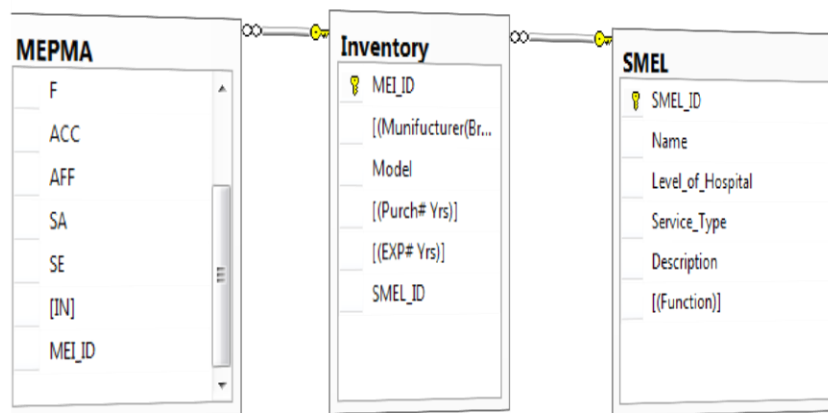 MEPMA
F
ACC
AFF
SA
SE
[IN]
MEI_ID
Inventory
MEI_ID
[(Munifucturer(Br...
Model
[(Purch# Yrs)]
[(EXP# Yrs)]
SMEL_ID
SMEL
SMEL_ID
Name
Level_of_Hospital
Service_Type
Description
[(Function)]